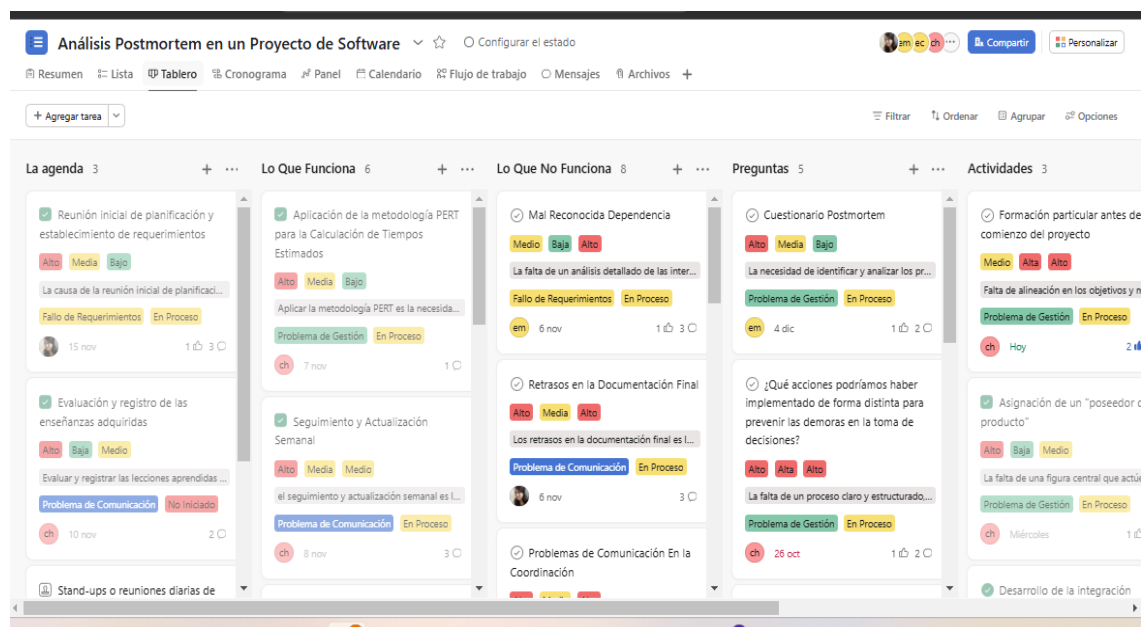 Análisis Postmortem en un Proyecto de Software
Configurar el estado
am ec ch ...
Compartir
Personalizar
Resumen Lista Tablero Cronograma Panel Calendario Flujo de trabajo Mensajes Archivos +
+ Agregar tarea
Filtrar Ordenar Agrupar Opciones
La agenda 3 + ...
Reunión inicial de planificación y
establecimiento de requerimientos
Alto Media Bajo
La causa de la reunión inicial de planificaci...
Fallo de Requerimientos En Proceso
15 nov 1 3
Evaluación y registro de las
enseñanzas adquiridas
Alto Baja Medio
Evaluar y registrar las lecciones aprendidas ...
Problema de Comunicación No Iniciado
ch 10 nov 2
Stand-ups o reuniones diarias de
Lo Que Funciona 6 + ...
Aplicación de la metodología PERT
para la Calculación de Tiempos
Estimados
Alto Media Bajo
Aplicar la metodología PERT es la necesida...
Problema de Gestión En Proceso
ch 7 nov 1
Seguimiento y Actualización
Semanal
Alto Media Medio
el seguimiento y actualización semanal es l...
Problema de Comunicación En Proceso
ch 8 nov 3
Lo Que No Funciona 8 + ...
Mal Reconocida Dependencia
Medio Baja Alto
La falta de un análisis detallado de las inter...
Fallo de Requerimientos En Proceso
em 6 nov 1 3
Retrasos en la Documentación Final
Alto Media Alto
Los retrasos en la documentación final es l...
Problema de Comunicación En Proceso
6 nov 3
Problemas de Comunicación En la
Coordinación
Preguntas 5 + ...
Cuestionario Postmortem
Alto Media Bajo
La necesidad de identificar y analizar los pr...
Problema de Gestión En Proceso
em 4 dic 1 2
¿Qué acciones podríamos haber
implementado de forma distinta para
prevenir las demoras en la toma de
decisiones?
Alto Alta Alto
La falta de un proceso claro y estructurado,...
Problema de Gestión En Proceso
ch 26 oct 1 2
Actividades 3
Formación particular antes de
comienzo del proyecto
Medio Alta Alto
Falta de alineación en los objetivos y
Problema de Gestión En Proceso
ch Hoy 2
Asignación de un "poseedor
producto"
Alto Baja Medio
La falta de una figura central que
Problema de Gestión En Proceso
ch Miércoles 1
Desarrollo de la integración